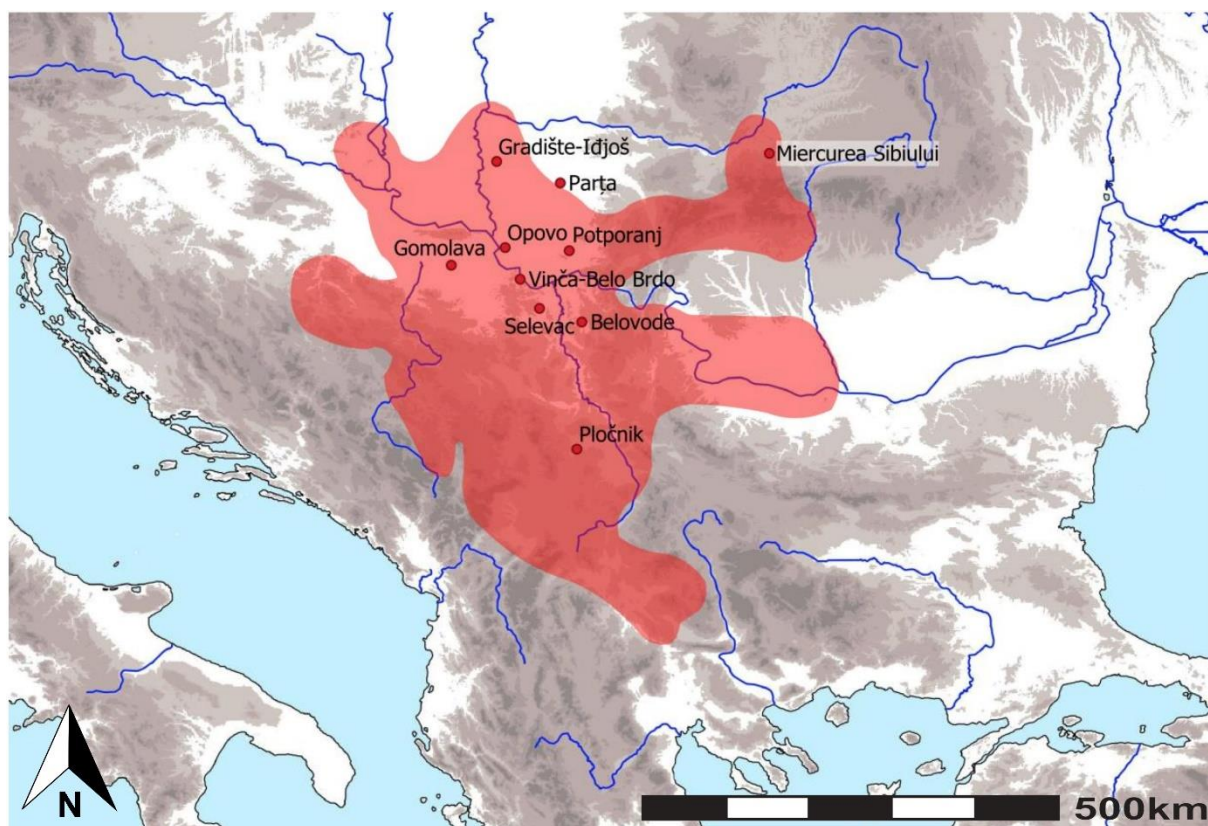 Gradište-Iđjoš
Miercurea Sibiului
Parța
Opovo
Potporanj
Gomolava
Vinča-Belo Brdo
Selevac
Belovode
Pločnik
N
500km